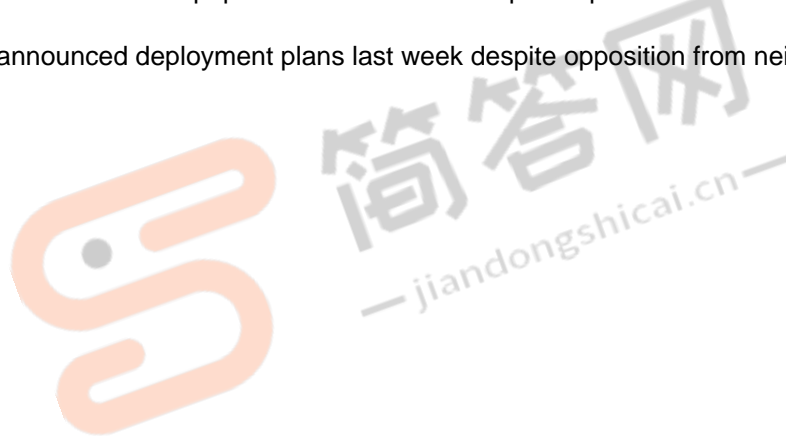 announced deployment plans last week despite opposition from nei
简答网
— jiandongshicai.cn —